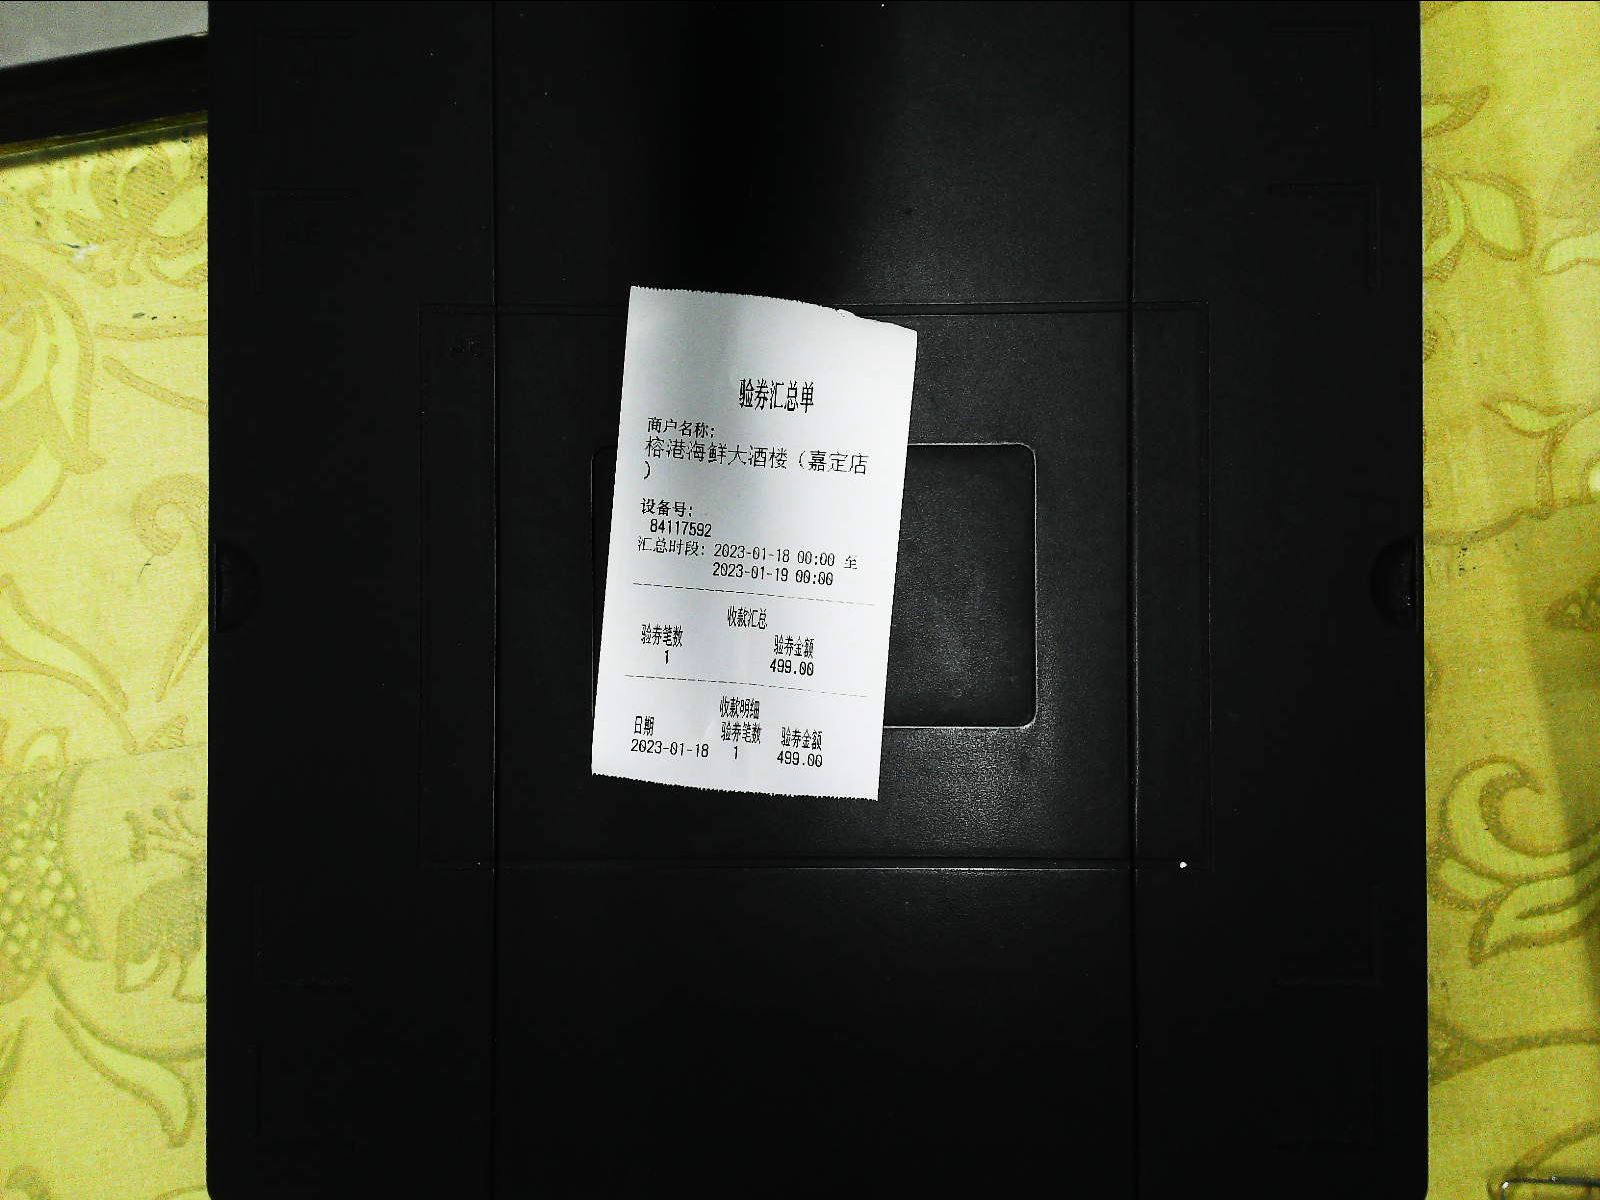 验券汇总单
商户名称:
榕港海鲜大酒楼（嘉定店
）
设备号:
84117592
汇总时段: 2023-01-18 00:00 至
2023-01-19 00:00
收款汇总
验券笔数 验券金额
1 499.00
收款明细
日期 验券笔数 验券金额
2023-01-18 1 499.00